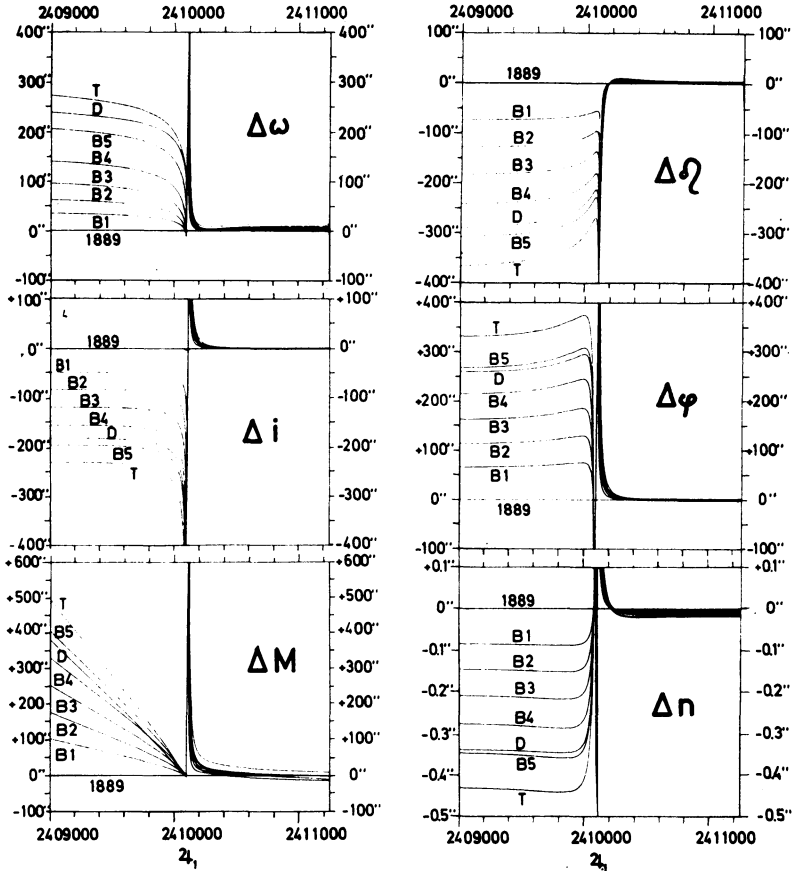 2409000 2410000 2411000
400" 400"
300" 300"
200" 200"
100" 100"
0" 0"
-100" -100"
T
D
B5
B4
B3
B2
B1
1889
Δω
+100" +100"
0" 0"
-100" -100"
-200" -200"
-300" -300"
-400" -400"
1889
B1
B2
B3
B4
D
B5
T
Δi
+600" +600"
+500" +500"
+400" +400"
+300" +300"
+200" +200"
+100" +100"
0" 0"
-100" -100"
T
B5
D
B4
B3
B2
B1
1889
ΔM
2409000 2410000 2411000
♃1
2409000 2410000 2411000
100" 100"
0" 0"
-100" -100"
-200" -200"
-300" -300"
-400" -400"
1889
B1
B2
B3
B4
D
B5
T
Δ☊
+400" +400"
+300" +300"
+200" +200"
+100" +100"
0" 0"
-100" -100"
T
B5
D
B4
B3
B2
B1
1889
Δφ
+0.1" +0.1"
0" 0"
-0.1" -0.1"
-0.2" -0.2"
-0.3" -0.3"
-0.4" -0.4"
-0.5" -0.5"
1889
B1
B2
B3
B4
D
B5
T
Δn
2409000 2410000 2411000